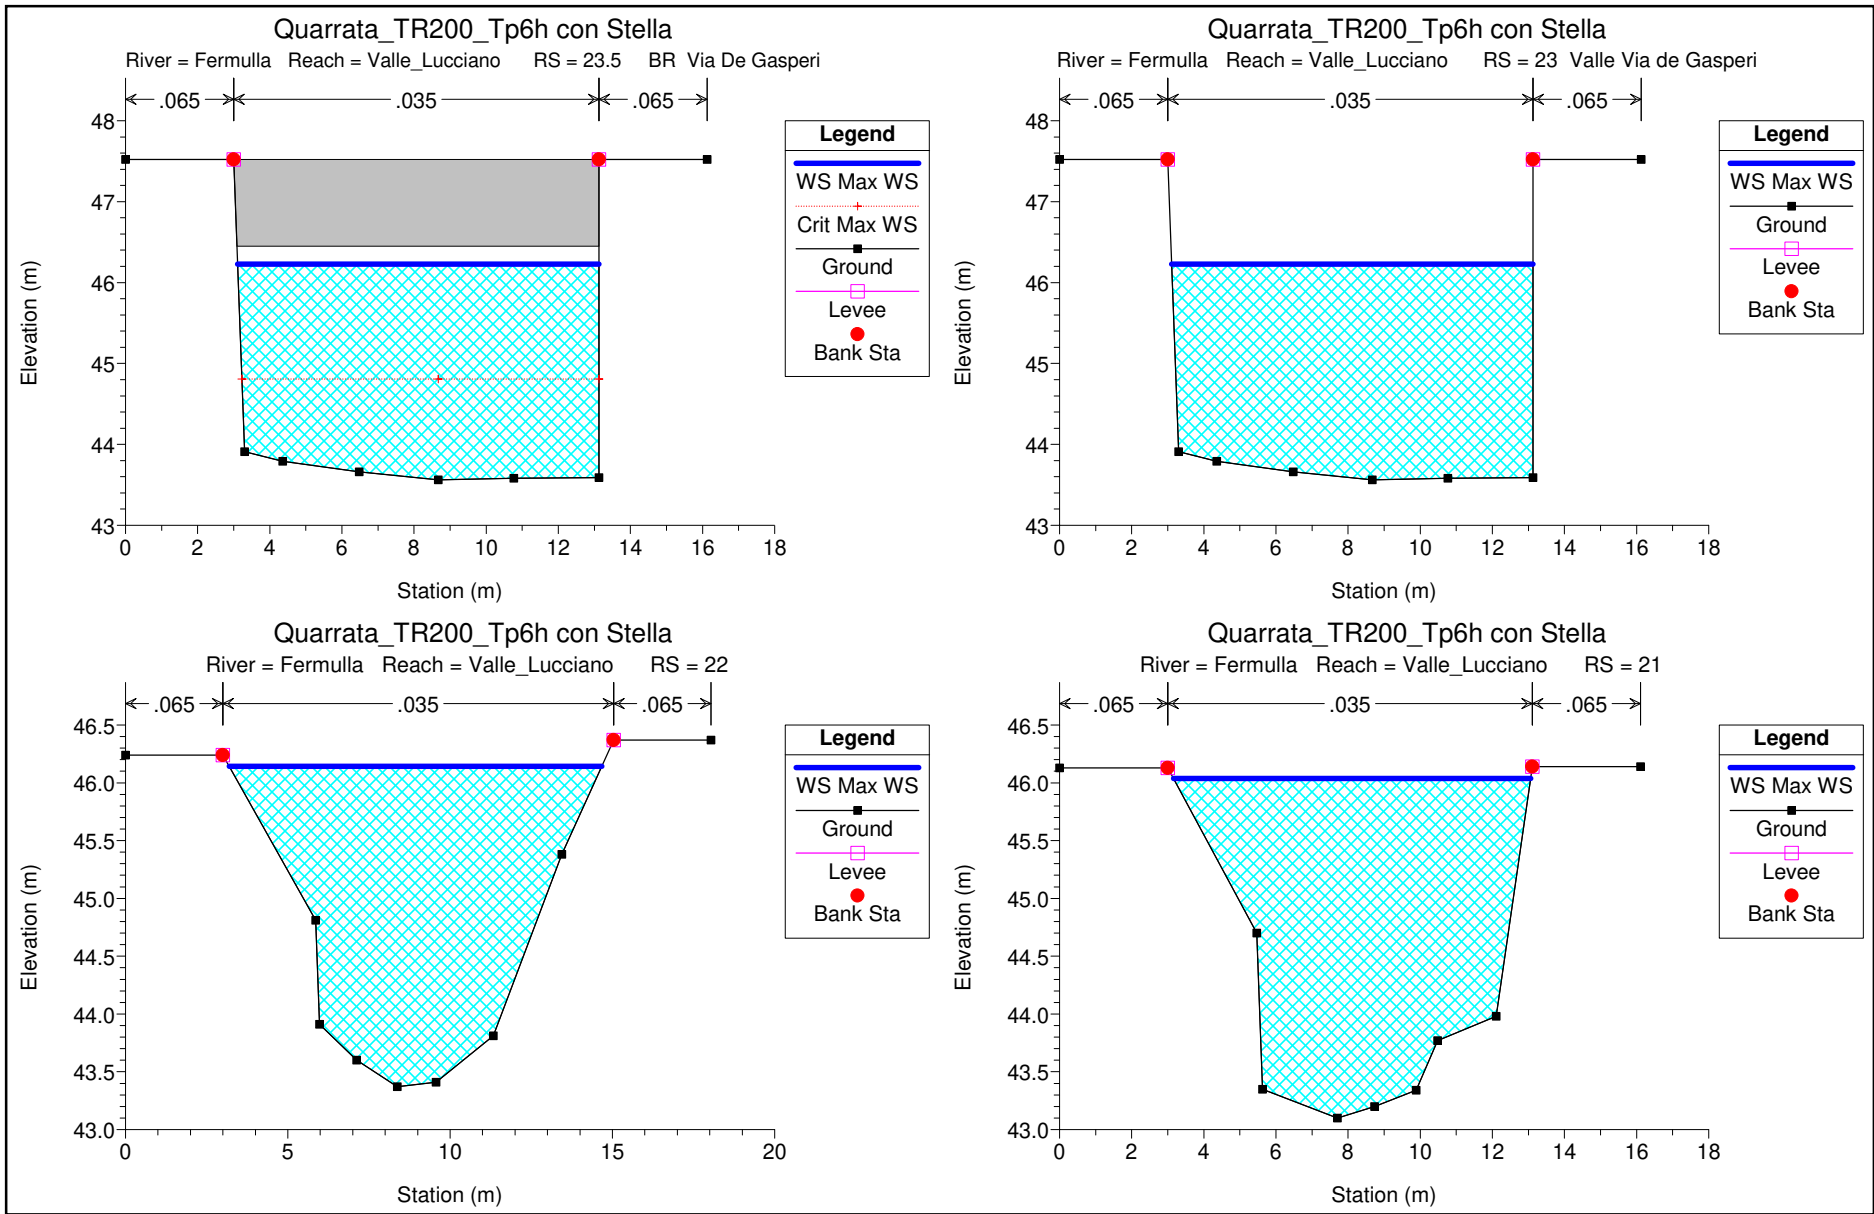 Quarrata_TR200_Tp6h con Stella
River = Fermulla Reach = Valle_Lucciano RS = 23.5 BR Via De Gasperi
.065 .035 .065
48
47
46
45
44
43
0 2 4 6 8 10 12 14 16 18
Elevation (m)
Station (m)
Legend
WS Max WS
Crit Max WS
Ground
Levee
Bank Sta
Quarrata_TR200_Tp6h con Stella
River = Fermulla Reach = Valle_Lucciano RS = 23 Valle Via de Gasperi
.065 .035 .065
48
47
46
45
44
43
0 2 4 6 8 10 12 14 16 18
Elevation (m)
Station (m)
Legend
WS Max WS
Ground
Levee
Bank Sta
Quarrata_TR200_Tp6h con Stella
River = Fermulla Reach = Valle_Lucciano RS = 22
.065 .035 .065
46.5
46.0
45.5
45.0
44.5
44.0
43.5
43.0
0 5 10 15 20
Elevation (m)
Station (m)
Legend
WS Max WS
Ground
Levee
Bank Sta
Quarrata_TR200_Tp6h con Stella
River = Fermulla Reach = Valle_Lucciano RS = 21
.065 .035 .065
46.5
46.0
45.5
45.0
44.5
44.0
43.5
43.0
0 2 4 6 8 10 12 14 16 18
Elevation (m)
Station (m)
Legend
WS Max WS
Ground
Levee
Bank Sta